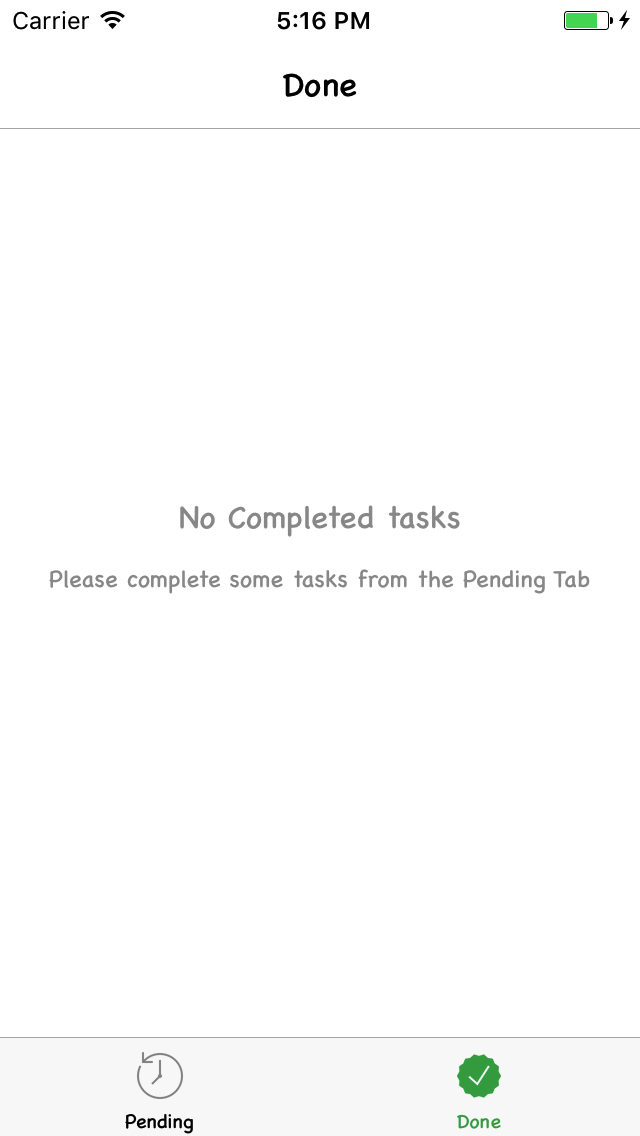 Carrier 5:16 PM
Done
No Completed tasks
Please complete some tasks from the Pending Tab
Pending Done